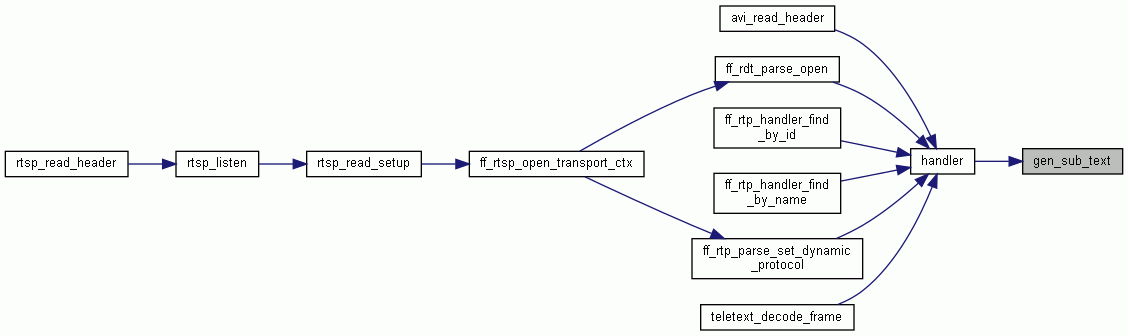 avi_read_header
ff_rdt_parse_open
ff_rtp_handler_find
_by_id
rtsp_read_header
rtsp_listen
rtsp_read_setup
ff_rtsp_open_transport_ctx
handler
gen_sub_text
ff_rtp_handler_find
_by_name
ff_rtp_parse_set_dynamic
_protocol
teletext_decode_frame